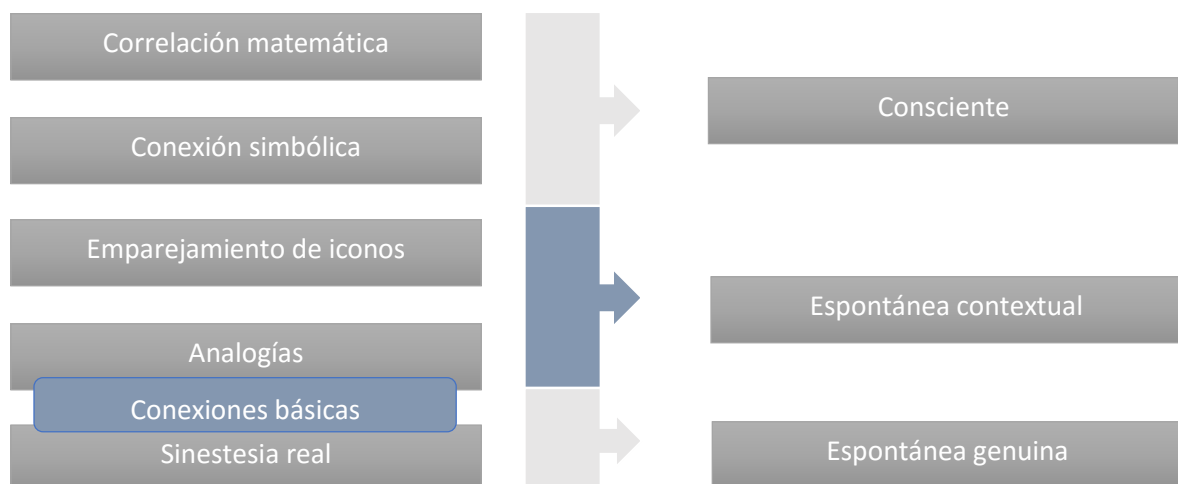 Correlación matemática
Conexión simbólica
Emparejamiento de iconos
Analogías
Conexiones básicas
Sinestesia real
Consciente
Espontánea contextual
Espontánea genuina